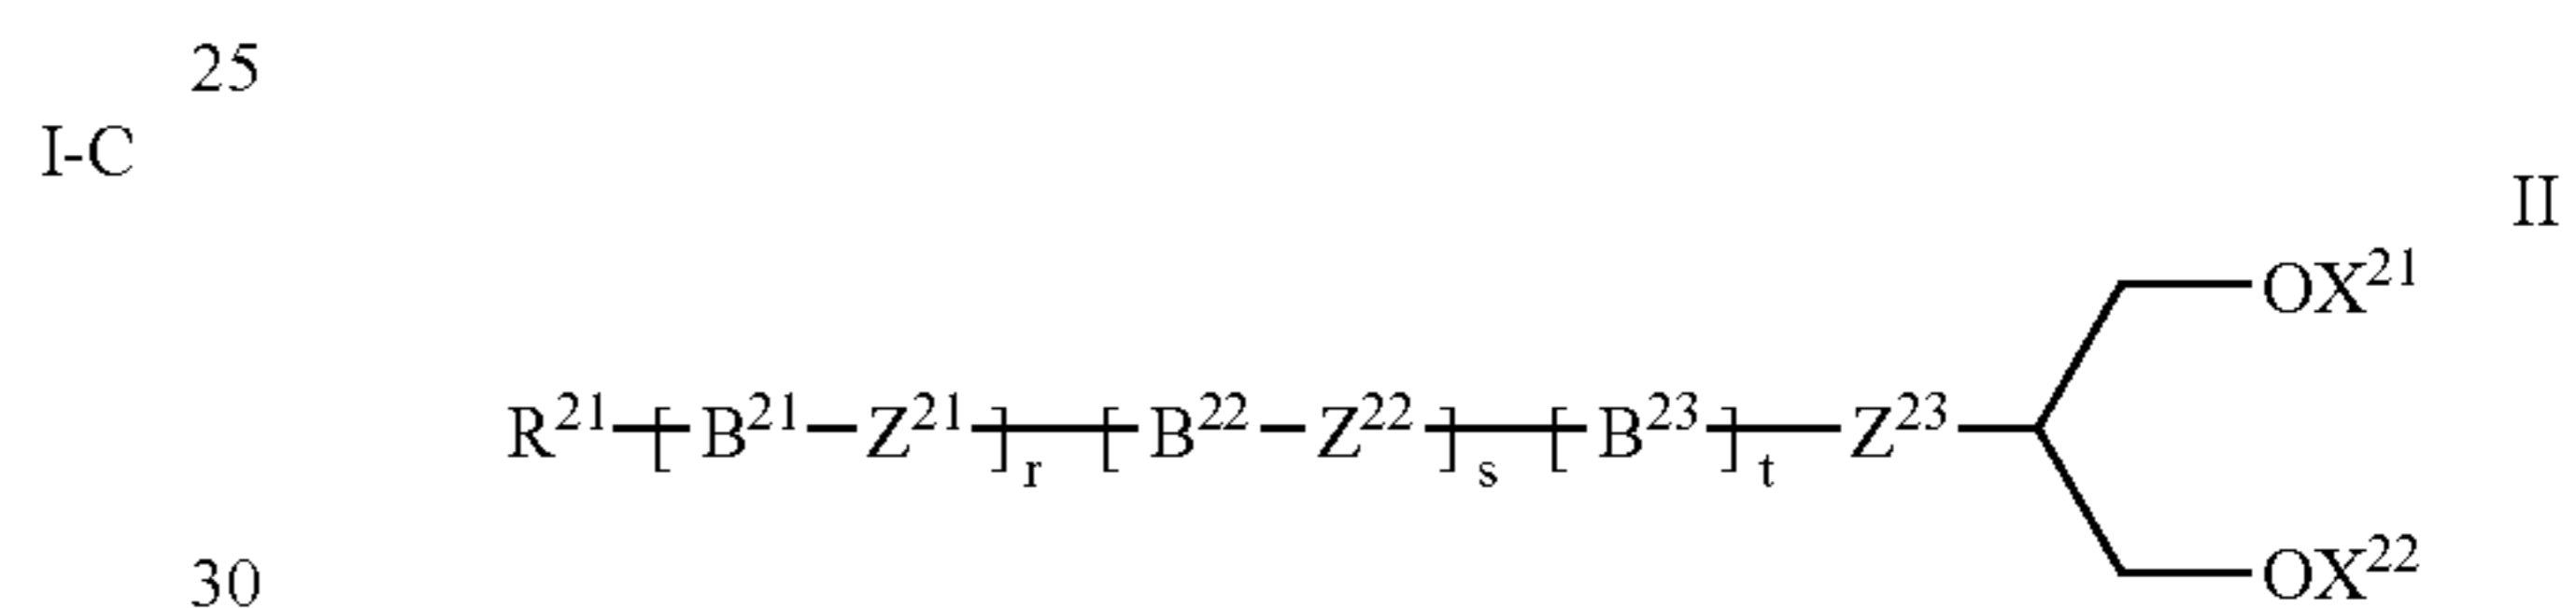 25
I-C
II
OX²¹
R²¹—[B²¹—Z²¹]r—[B²²—Z²²]s—[B²³]t—Z²³
OX²²
30